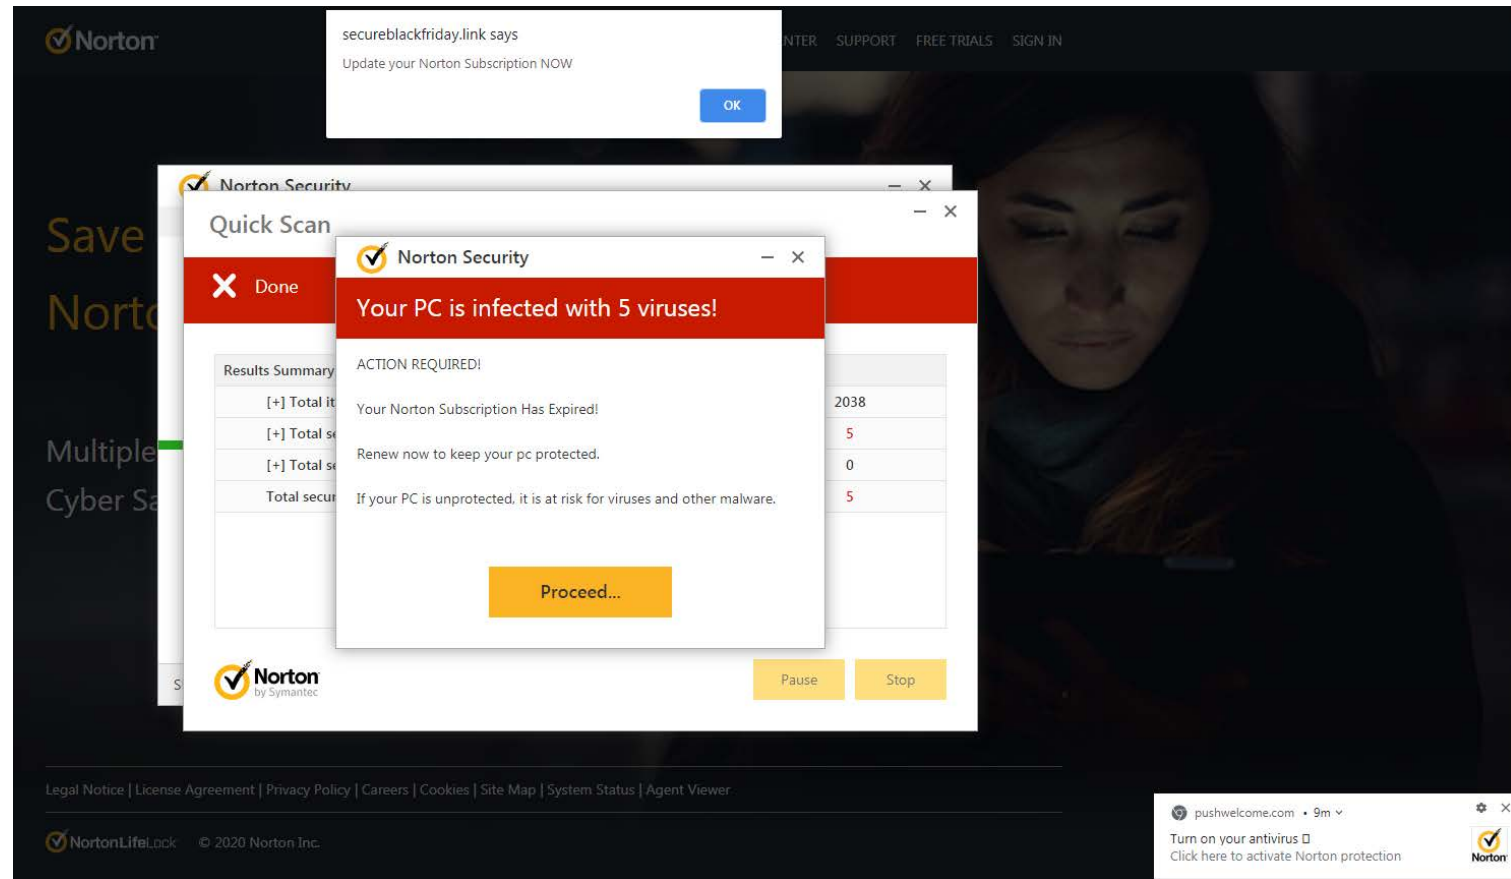 Norton
NTER SUPPORT FREE TRIALS SIGN IN
secureblackfriday.link says
Update your Norton Subscription NOW
OK
Norton Security
Quick Scan
Save
Done
Norton Security
Your PC is infected with 5 viruses!
ACTION REQUIRED!
Your Norton Subscription Has Expired!
Renew now to keep your pc protected.
If your PC is unprotected, it is at risk for viruses and other malware.
Proceed...
Results Summary
[+] Total it
2038
[+] Total se
5
[+] Total se
0
Total secur
5
Multiple
Cyber Sa
Norton
by Symantec
Pause
Stop
Legal Notice | License Agreement | Privacy Policy | Careers | Cookies | Site Map | System Status | Agent Viewer
NortonLifeLock © 2020 Norton Inc.
pushwelcome.com • 9m
Turn on your antivirus
Click here to activate Norton protection
Norton